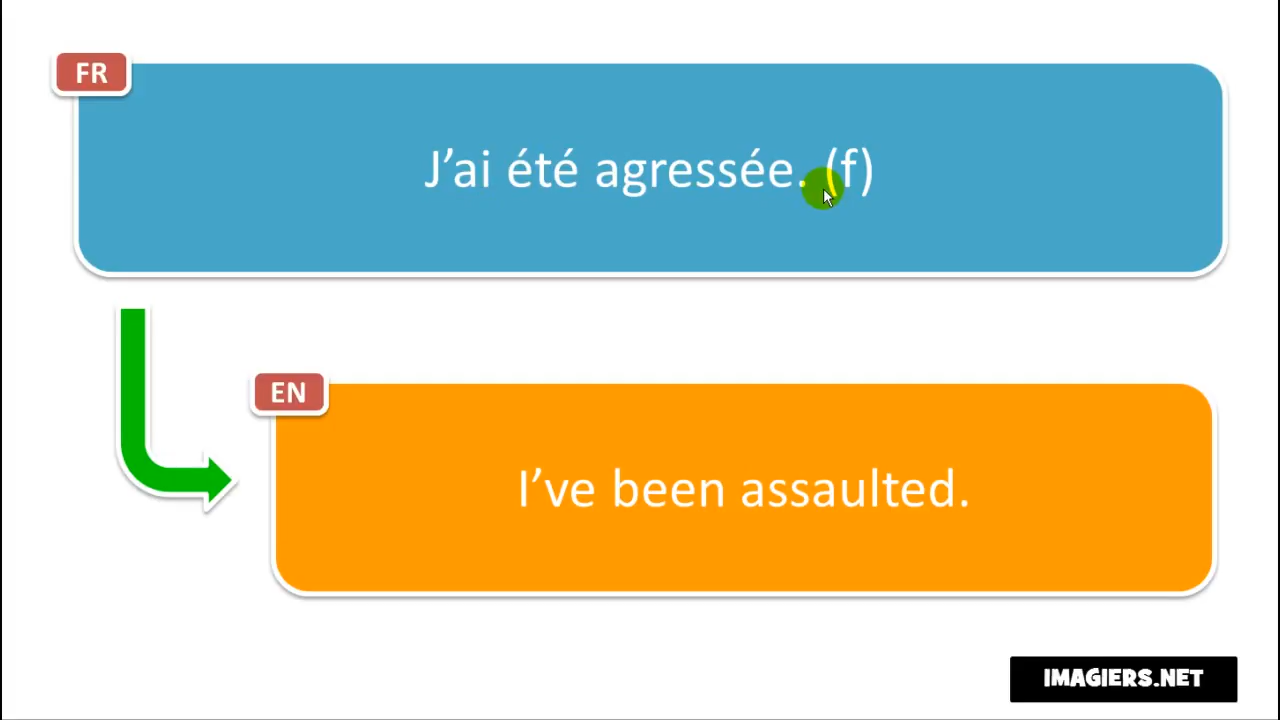 FR
J’ai été agressée. (f)
EN
I’ve been assaulted.
IMAGIERS.NET